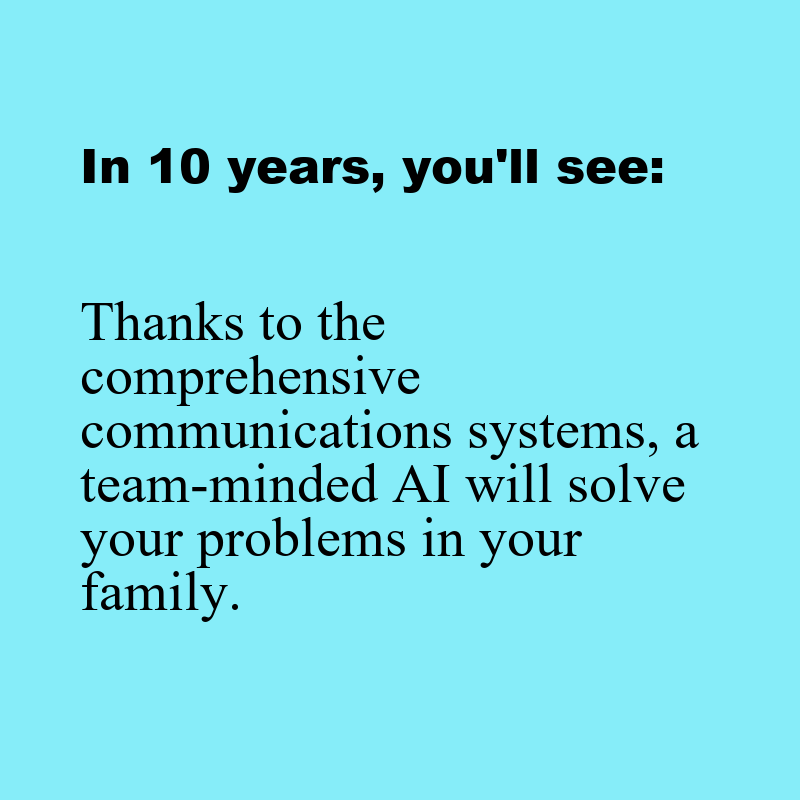 In 10 years, you'll see:
Thanks to the
comprehensive
communications systems, a
team-minded AI will solve
your problems in your
family.